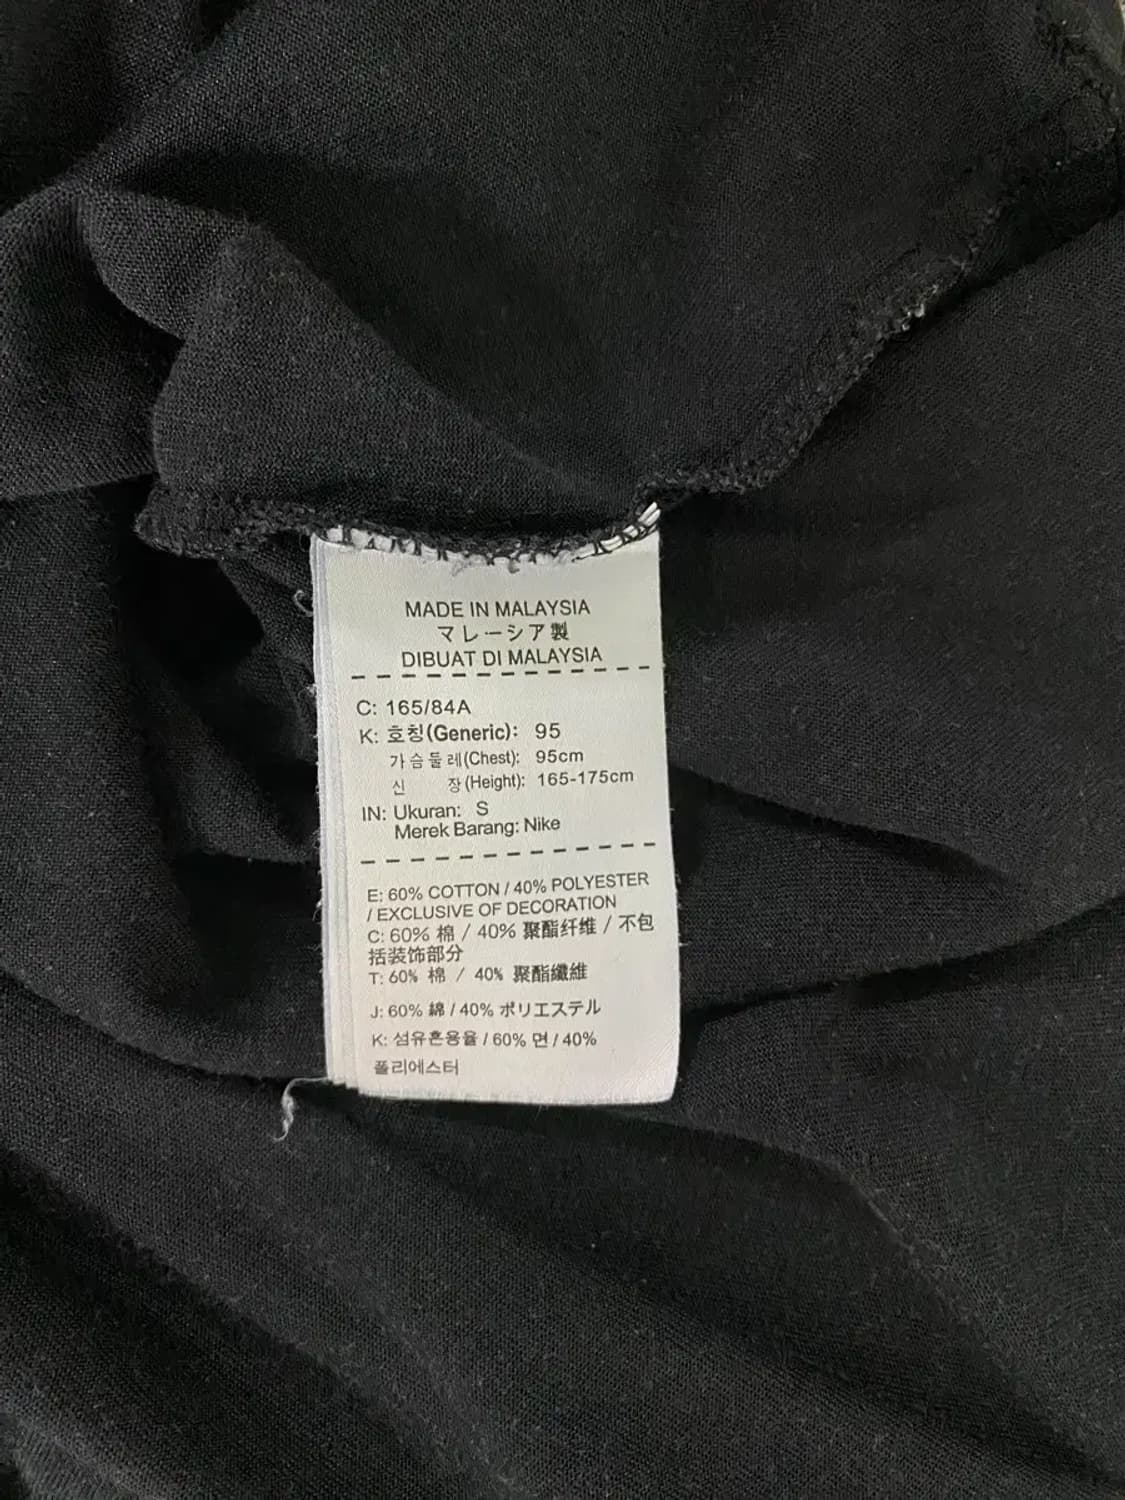 MADE IN MALAYSIA
マレーシア製
DIBUAT DI MALAYSIA
C: 165/84A
K: 호칭(Generic): 95
가슴둘레(Chest): 95cm
신 장(Height): 165-175cm
IN: Ukuran: S
Merek Barang: Nike
E: 60% COTTON / 40% POLYESTER
/ EXCLUSIVE OF DECORATION
C: 60% 棉 / 40% 聚酯纤维 / 不包
括装饰部分
T: 60% 棉 / 40% 聚酯纖維
J: 60% 綿 / 40% ポリエステル
K: 섬유혼용율 / 60% 면 / 40%
폴리에스터